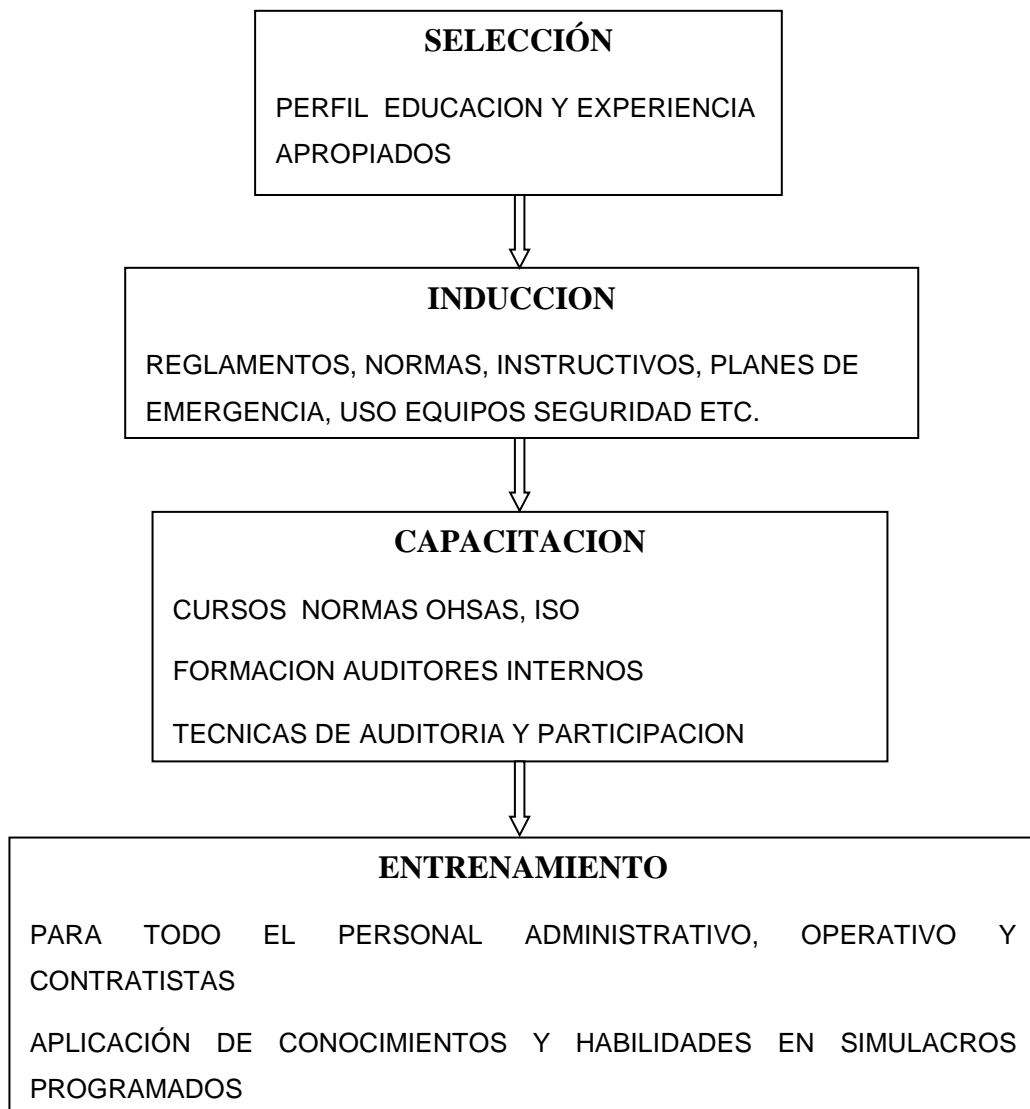 SELECCIÓN
PERFIL EDUCACION Y EXPERIENCIA
APROPIADOS
INDUCCION
REGLAMENTOS, NORMAS, INSTRUCTIVOS, PLANES DE
EMERGENCIA, USO EQUIPOS SEGURIDAD ETC.
CAPACITACION
CURSOS NORMAS OHSAS, ISO
FORMACION AUDITORES INTERNOS
TECNICAS DE AUDITORIA Y PARTICIPACION
ENTRENAMIENTO
PARA TODO EL PERSONAL ADMINISTRATIVO, OPERATIVO Y
CONTRATISTAS
APLICACIÓN DE CONOCIMIENTOS Y HABILIDADES EN SIMULACROS
PROGRAMADOS